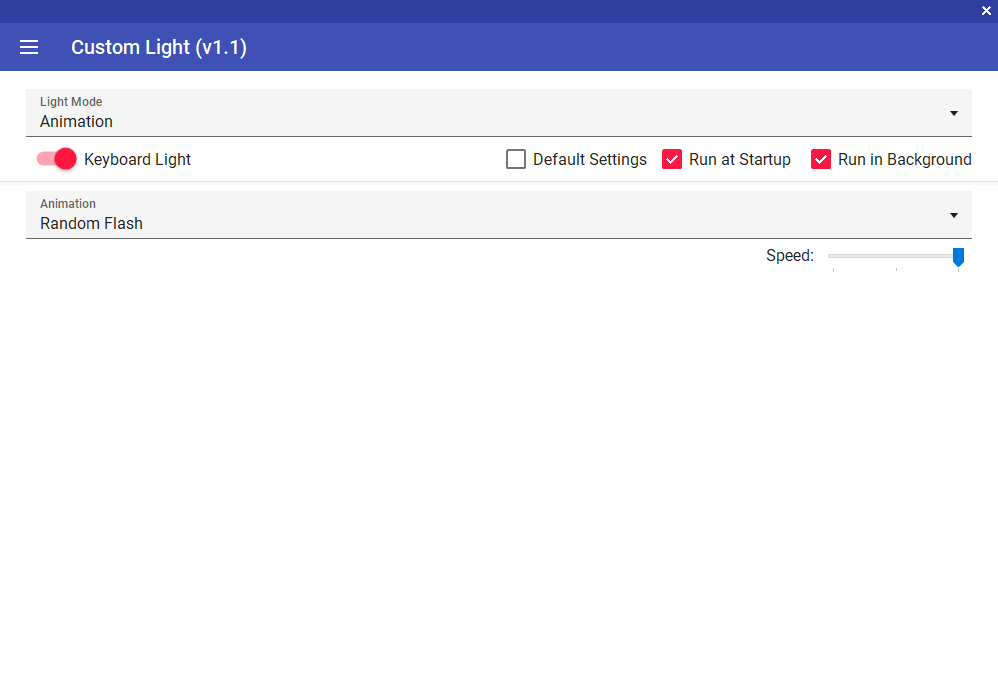 Custom Light (v1.1)
Light Mode
Animation
Keyboard Light Default Settings Run at Startup Run in Background
Animation
Random Flash
Speed: